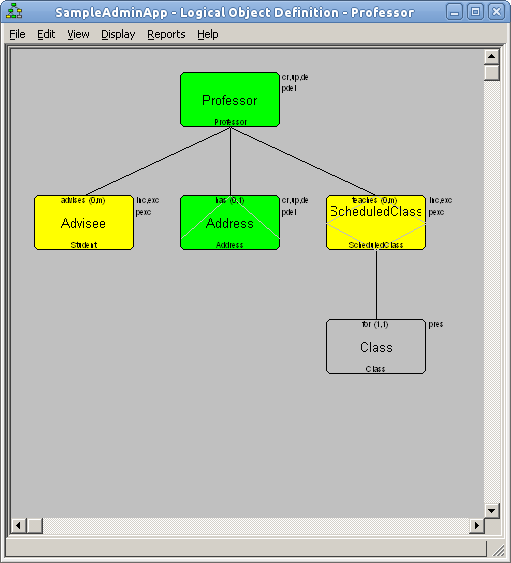 SampleAdminApp - Logical Object Definition - Professor
File Edit View Display Reports Help
cr,up,de
pdel
Professor
Professor
advises (0,m)
inc,exc
pexc
Advisee
Student
has (0,1)
cr,up,de
pdel
Address
Address
teaches (0,m)
inc,exc
pexc
ScheduledClass
ScheduledClass
for (1,1)
pres
Class
Class